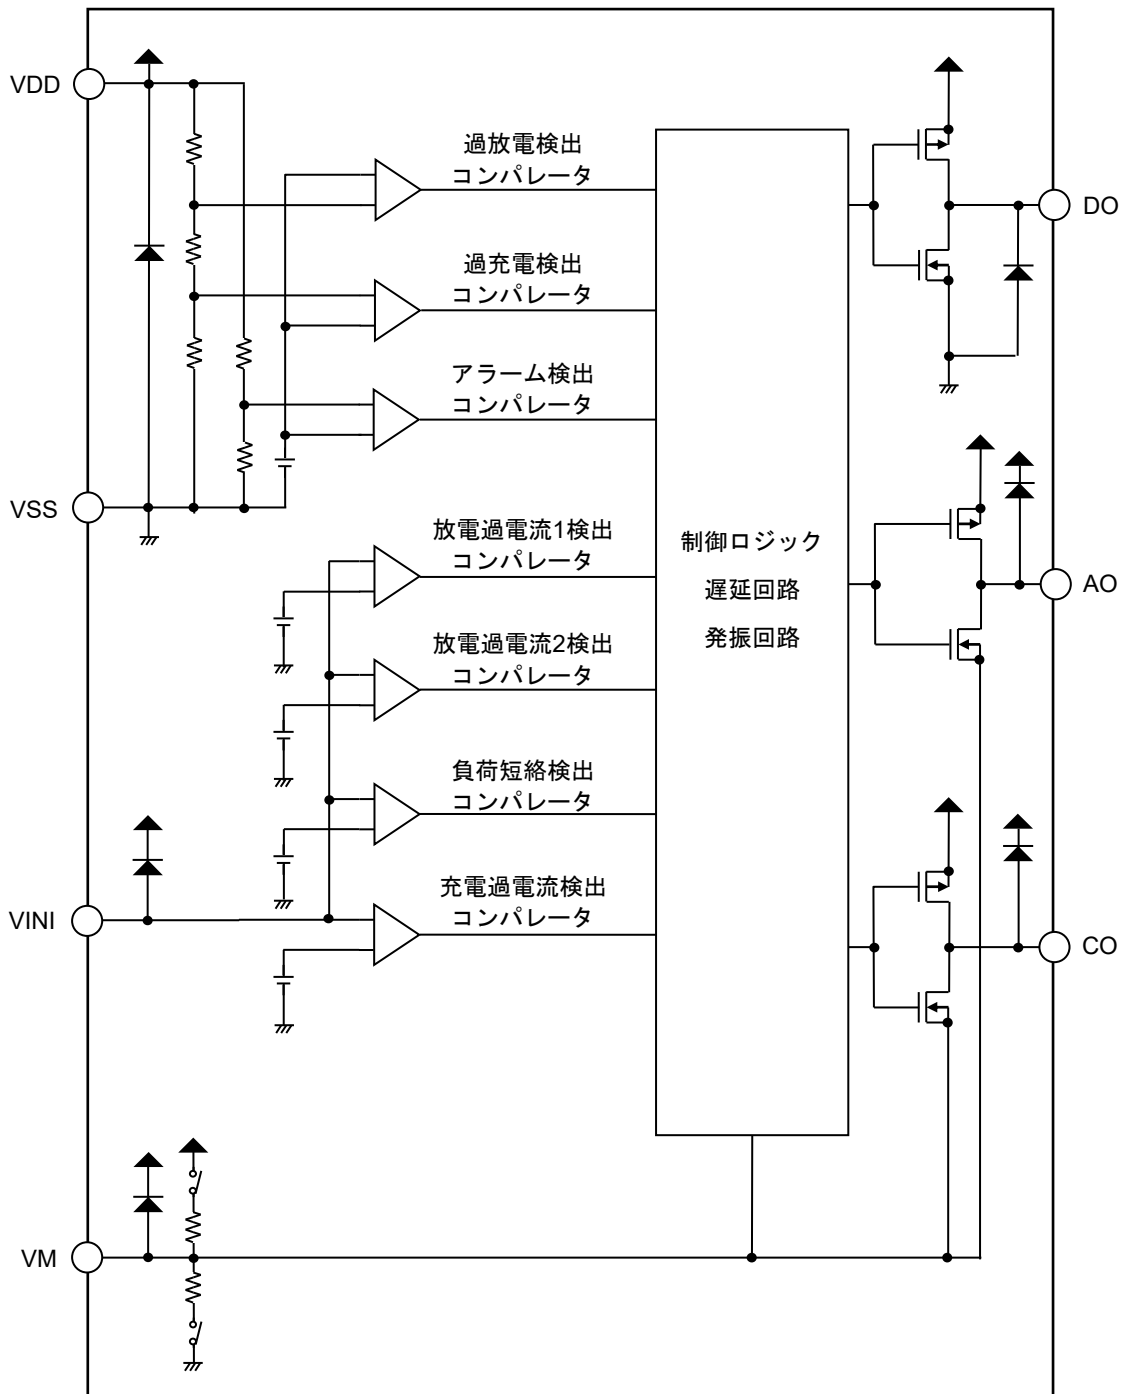 VDD
過放電検出
コンパレータ
DO
過充電検出
コンパレータ
アラーム検出
コンパレータ
VSS
放電過電流1検出
コンパレータ
制御ロジック
遅延回路
発振回路
AO
放電過電流2検出
コンパレータ
負荷短絡検出
コンパレータ
充電過電流検出
コンパレータ
VINI
CO
VM